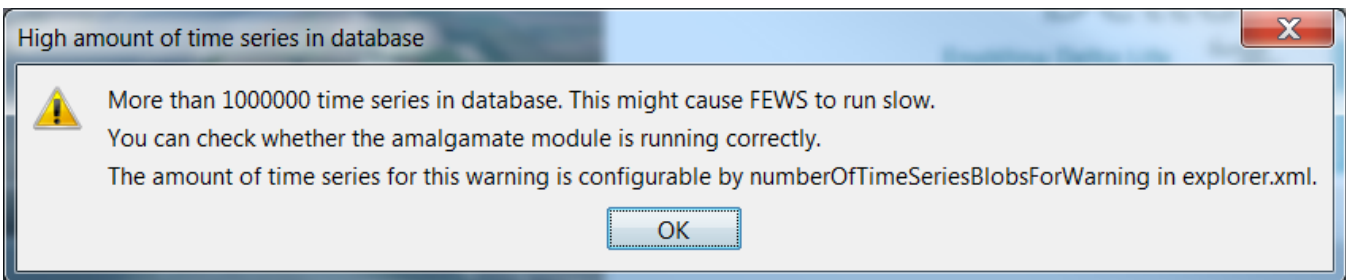 High amount of time series in database
More than 1000000 time series in database. This might cause FEWS to run slow.
You can check whether the amalgamate module is running correctly.
The amount of time series for this warning is configurable by numberOfTimeSeriesBlobsForWarning in explorer.xml.
OK